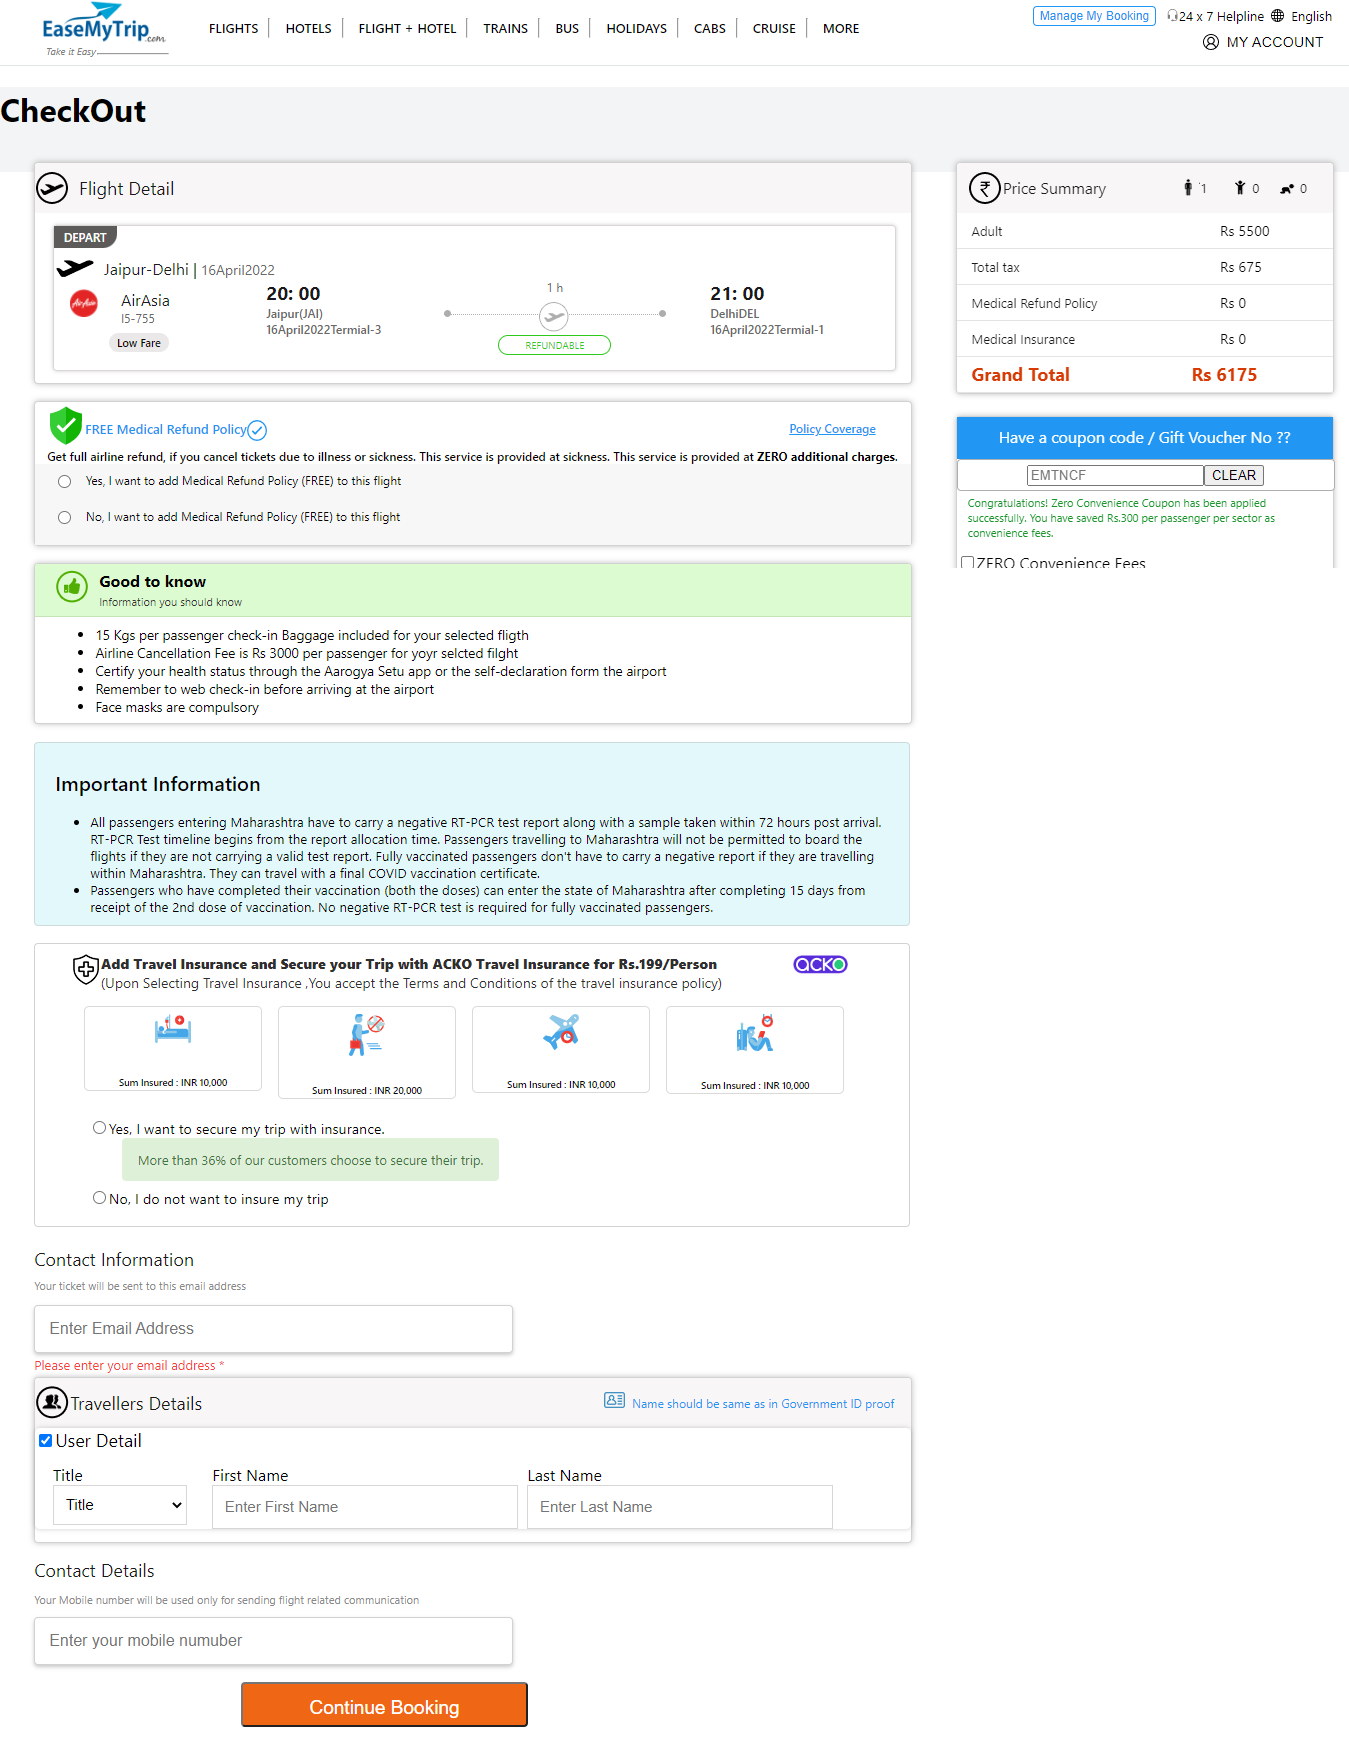 EaseMyTrip.com
Take it Easy
FLIGHTS HOTELS FLIGHT + HOTEL TRAINS BUS HOLIDAYS CABS CRUISE MORE
Manage My Booking 24 x 7 Helpline English
MY ACCOUNT
CheckOut
Flight Detail
DEPART
Jaipur-Delhi | 16April2022
AirAsia
I5-755
Low Fare
20: 00
Jaipur(JAI)
16April2022Termial-3
1 h
REFUNDABLE
21: 00
DelhiDEL
16April2022Termial-1
Price Summary 1 0 0
Adult Rs 5500
Total tax Rs 675
Medical Refund Policy Rs 0
Medical Insurance Rs 0
Grand Total Rs 6175
Have a coupon code / Gift Voucher No ??
EMTNCF CLEAR
Congratulations! Zero Convenience Coupon has been applied
successfully. You have saved Rs.300 per passenger per sector as
convenience fees.
ZERO Convenience Fees
FREE Medical Refund Policy Policy Coverage
Get full airline refund, if you cancel tickets due to illness or sickness. This service is provided at sickness. This service is provided at ZERO additional charges.
Yes, I want to add Medical Refund Policy (FREE) to this flight
No, I want to add Medical Refund Policy (FREE) to this flight
Good to know
Information you should know
15 Kgs per passenger check-in Baggage included for your selected fligth
Airline Cancellation Fee is Rs 3000 per passenger for yoyr selcted filght
Certify your health status through the Aarogya Setu app or the self-declaration form the airport
Remember to web check-in before arriving at the airport
Face masks are compulsory
Important Information
All passengers entering Maharashtra have to carry a negative RT-PCR test report along with a sample taken within 72 hours post arrival.
RT-PCR Test timeline begins from the report allocation time. Passengers travelling to Maharashtra will not be permitted to board the
flights if they are not carrying a valid test report. Fully vaccinated passengers don't have to carry a negative report if they are travelling
within Maharashtra. They can travel with a final COVID vaccination certificate.
Passengers who have completed their vaccination (both the doses) can enter the state of Maharashtra after completing 15 days from
receipt of the 2nd dose of vaccination. No negative RT-PCR test is required for fully vaccinated passengers.
Add Travel Insurance and Secure your Trip with ACKO Travel Insurance for Rs.199/Person
ACKO
(Upon Selecting Travel Insurance ,You accept the Terms and Conditions of the travel insurance policy)
Sum Insured : INR 10,000
Sum Insured : INR 20,000
Sum Insured : INR 10,000
Sum Insured : INR 10,000
Yes, I want to secure my trip with insurance.
More than 36% of our customers choose to secure their trip.
No, I do not want to insure my trip
Contact Information
Your ticket will be sent to this email address
Enter Email Address
Please enter your email address *
Travellers Details Name should be same as in Government ID proof
User Detail
Title First Name Last Name
Title Enter First Name Enter Last Name
Contact Details
Your Mobile number will be used only for sending flight related communication
Enter your mobile numuber
Continue Booking